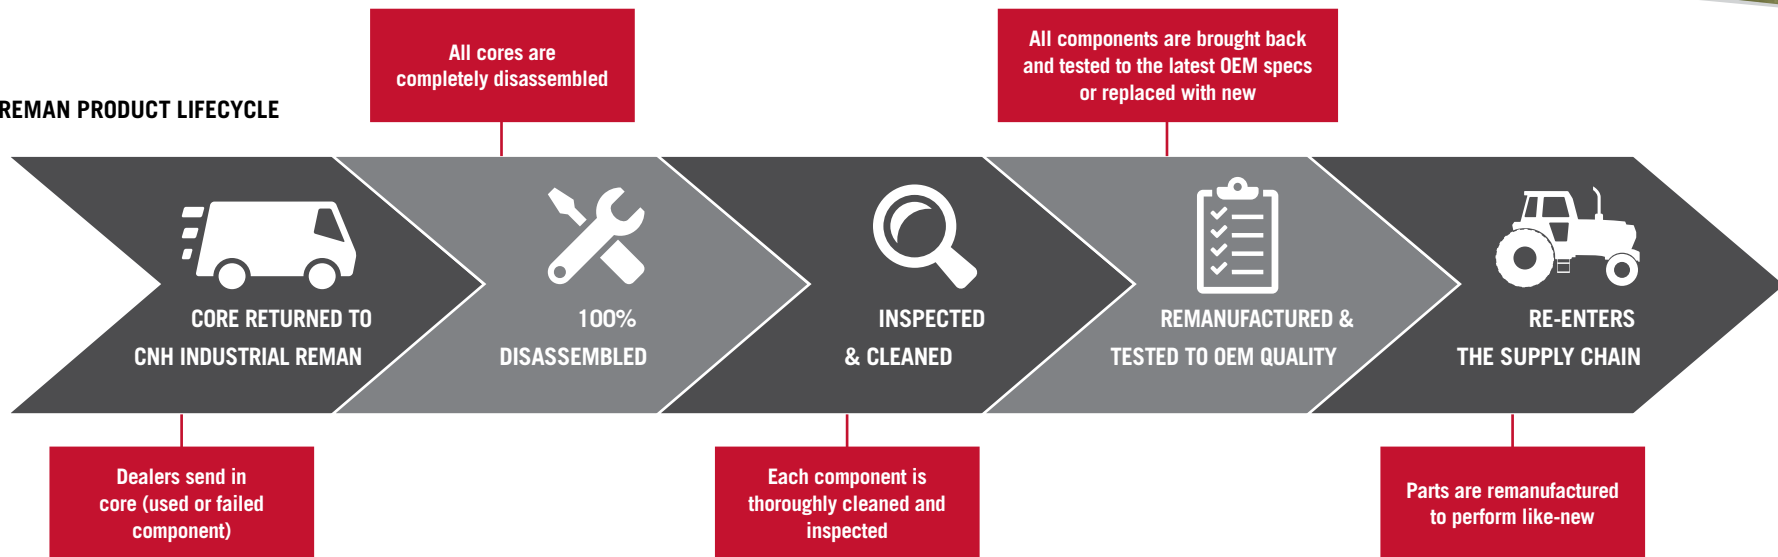 REMAN PRODUCT LIFECYCLE
All cores are
completely disassembled
All components are brought back
and tested to the latest OEM specs
or replaced with new
CORE RETURNED TO
CNH INDUSTRIAL REMAN
100%
DISASSEMBLED
INSPECTED
& CLEANED
REMANUFACTURED &
TESTED TO OEM QUALITY
RE-ENTERS
THE SUPPLY CHAIN
Dealers send in
core (used or failed
component)
Each component is
thoroughly cleaned and
inspected
Parts are remanufactured
to perform like-new